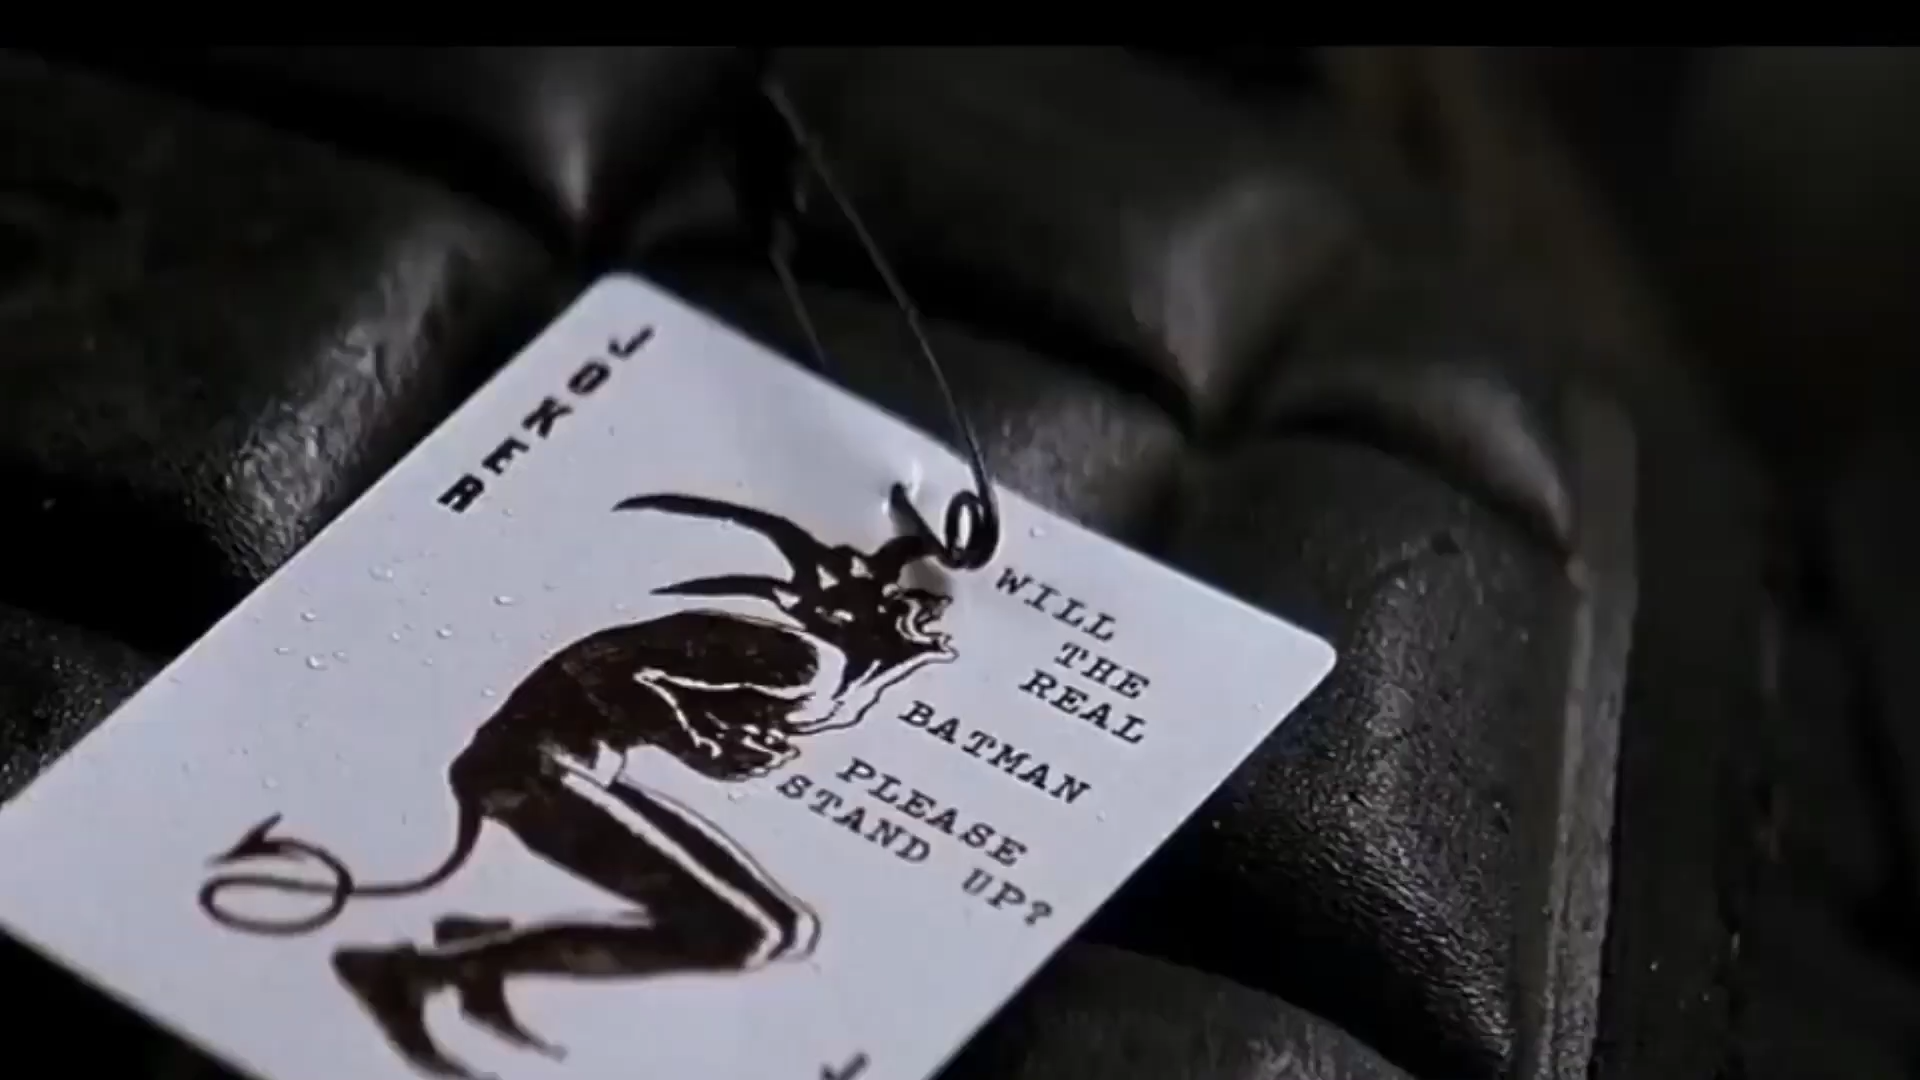 JOKER
WILL
THE
REAL
BATMAN
PLEASE
STAND UP?
J